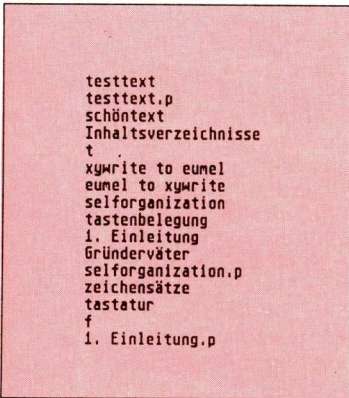 testtext
testtext.p
schöntext
Inhaltsverzeichnisse
t
xywrite to eumel
eumel to xywrite
selforganization
tastenbelegung
1. Einleitung
Gründerväter
selforganization.p
zeichensätze
tastatur
f
1. Einleitung.p